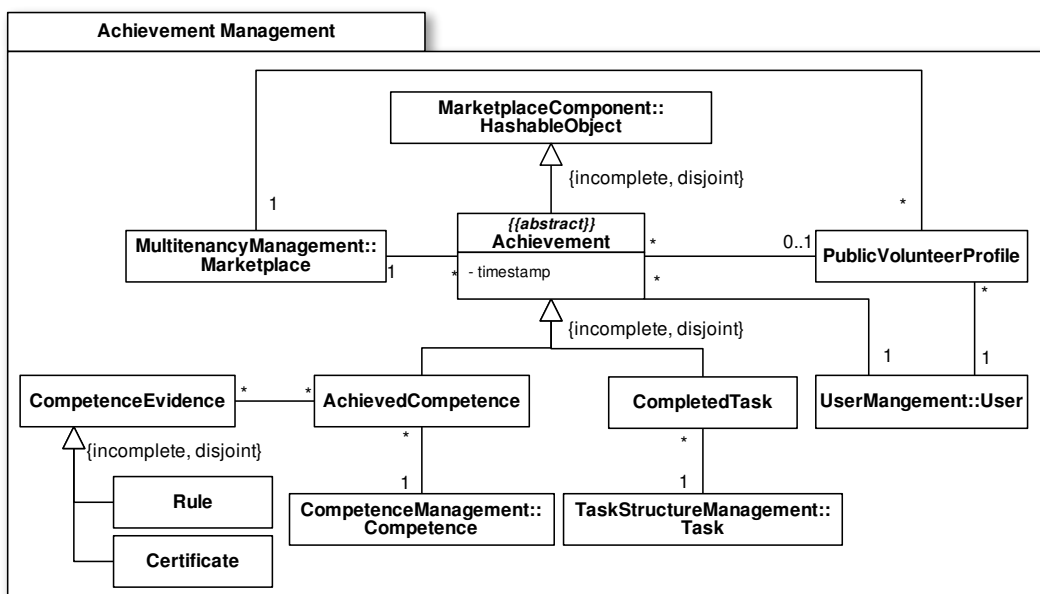 Achievement Management
MarketplaceComponent::
HashableObject
{incomplete, disjoint}
1
*
{{abstract}}
Achievement
- timestamp
MultitenancyManagement::
Marketplace
1
*
*
0..1
*
PublicVolunteerProfile
*
{incomplete, disjoint}
1
1
CompetenceEvidence
*
*
AchievedCompetence
CompletedTask
UserMangement::User
{incomplete, disjoint}
*
*
1
1
Rule
CompetenceManagement::
Competence
TaskStructureManagement::
Task
Certificate